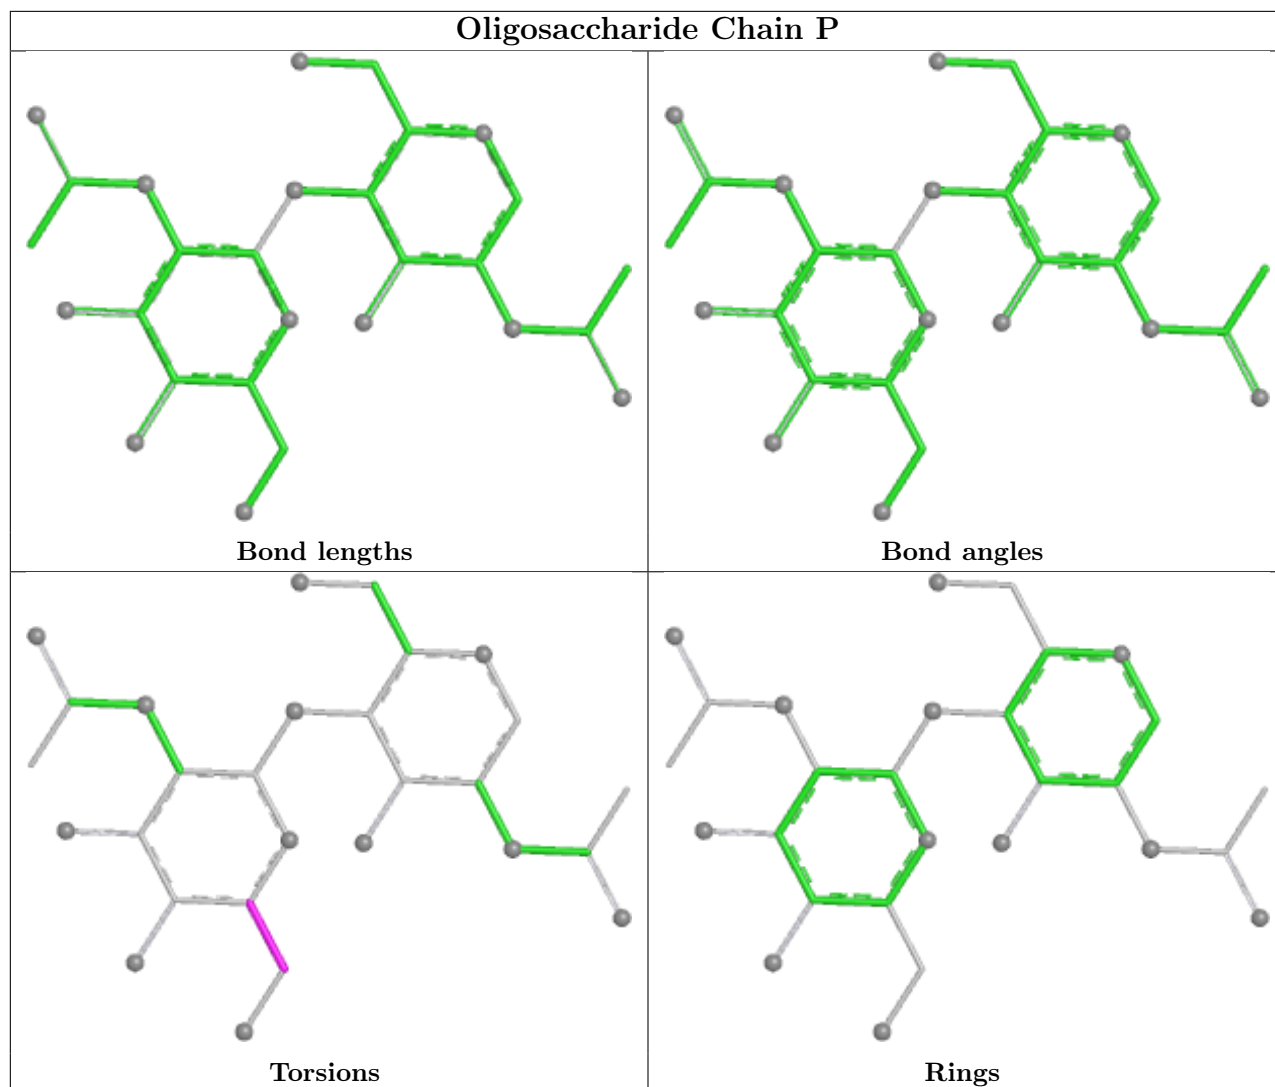 Oligosaccharide Chain P
Bond lengths
Bond angles
Torsions
Rings